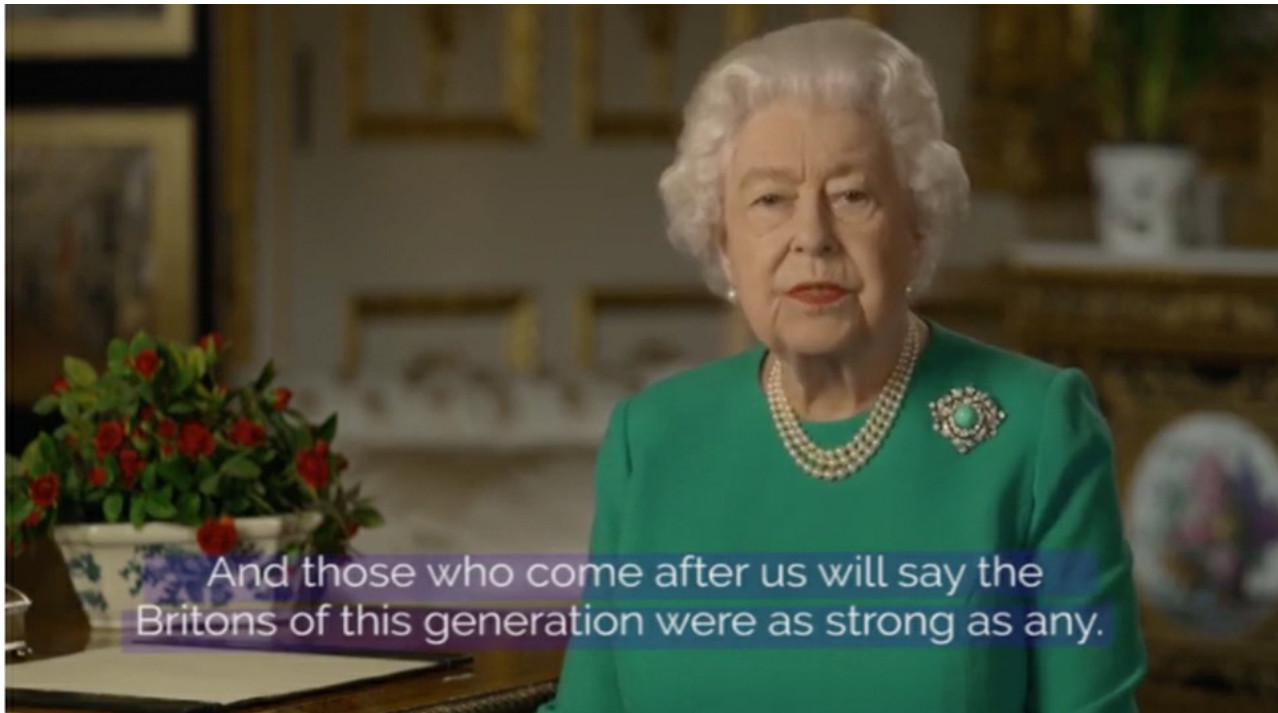 And those who come after us will say the
Britons of this generation were as strong as any.